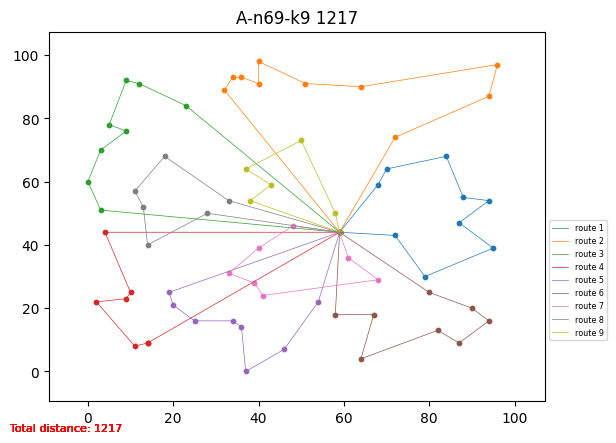 A-n69-k9 1217
100
80
60
40
20
0
0 20 40 60 80 100
route 1
route 2
route 3
route 4
route 5
route 6
route 7
route 8
route 9
Total distance: 1217